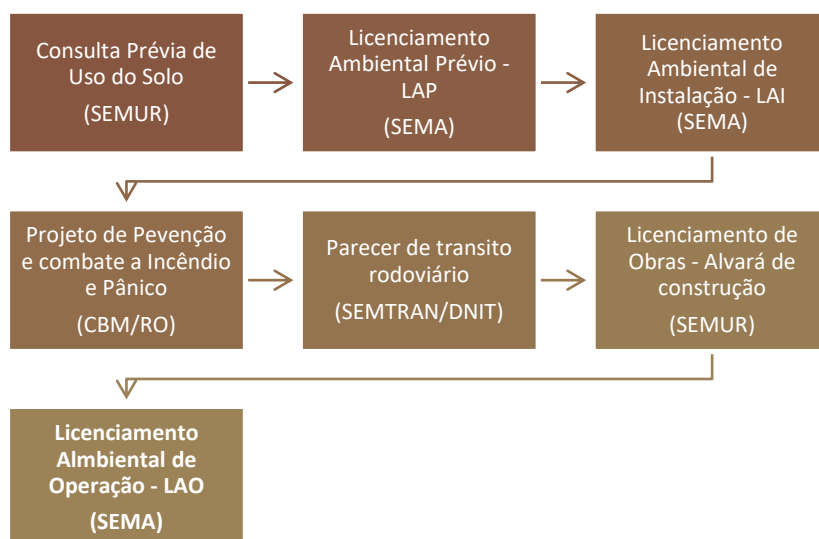 Consulta Prévia de
Uso do Solo
(SEMUR)
Licenciamento
Ambiental Prévio -
LAP
(SEMA)
Licenciamento
Ambiental de
Instalação - LAI
(SEMA)
Projeto de Pevenção
e combate a Incêndio
e Pânico
(CBM/RO)
Parecer de transito
rodoviário
(SEMTRAN/DNIT)
Licenciamento de
Obras - Alvará de
construção
(SEMUR)
Licenciamento
Almbiental de
Operação - LAO
(SEMA)